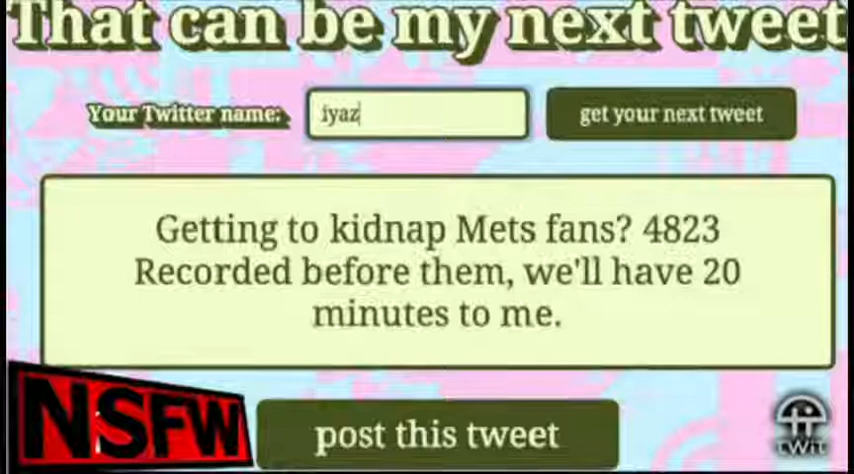 That can be my next tweet
Your Twitter name:
iyaz
get your next tweet
Getting to kidnap Mets fans? 4823
Recorded before them, we'll have 20
minutes to me.
NSFW
post this tweet
tWit